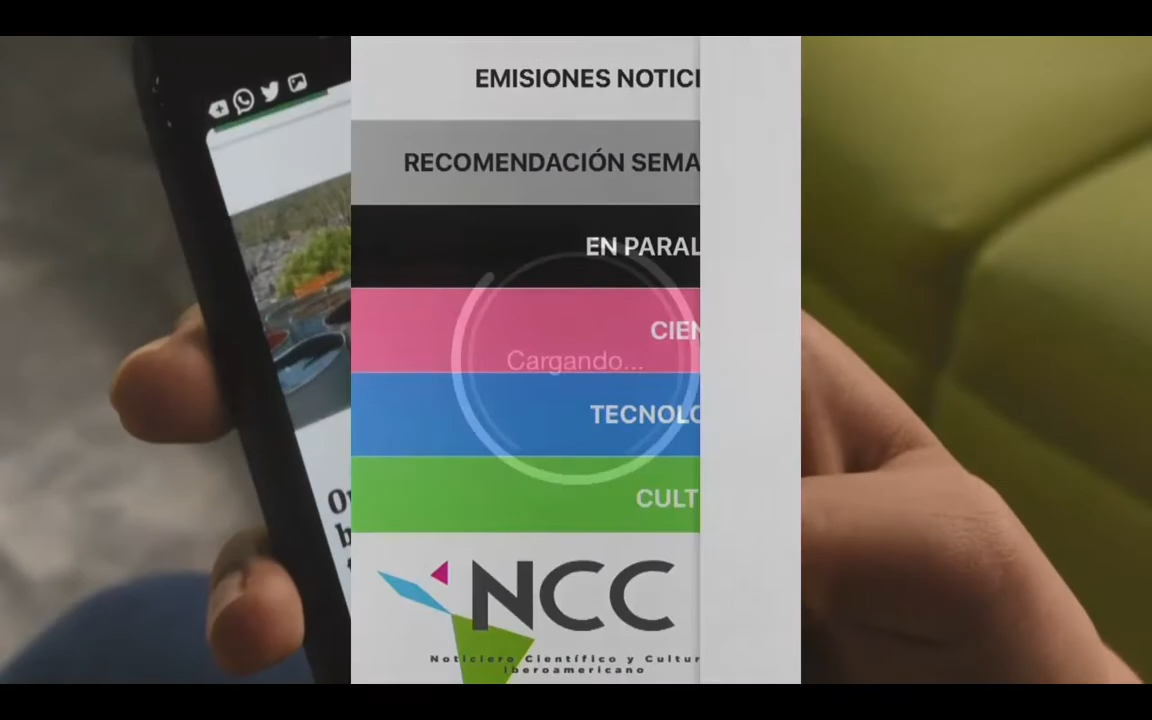 EMISIONES NOTICI
RECOMENDACIÓN SEMA
EN PARAL
CIEN
Cargando...
TECNOLO
CULT
NCC
Noticiero Científico y Cultur
iberoamericano